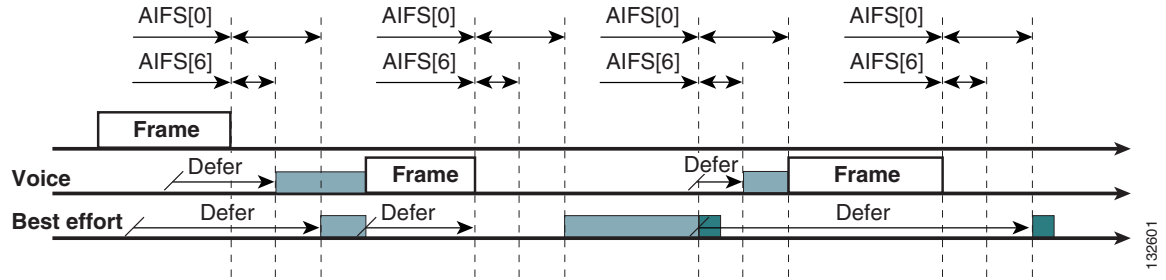 AIFS[0] AIFS[0] AIFS[0] AIFS[0]
AIFS[6] AIFS[6] AIFS[6] AIFS[6]
Frame
Voice Defer Frame Defer Frame
Best effort Defer Defer Defer
132601